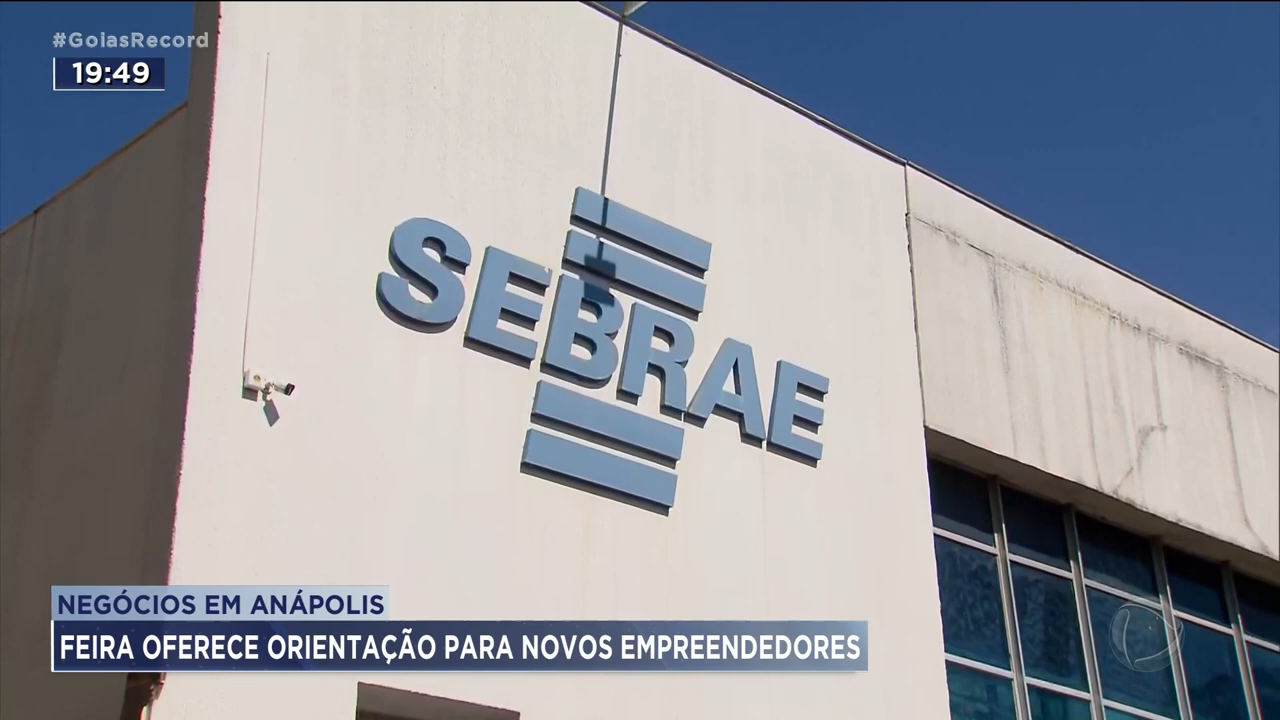 #GoiasRecord
19:49
SEBRAE
NEGÓCIOS EM ANÁPOLIS
FEIRA OFERECE ORIENTAÇÃO PARA NOVOS EMPREENDEDORES